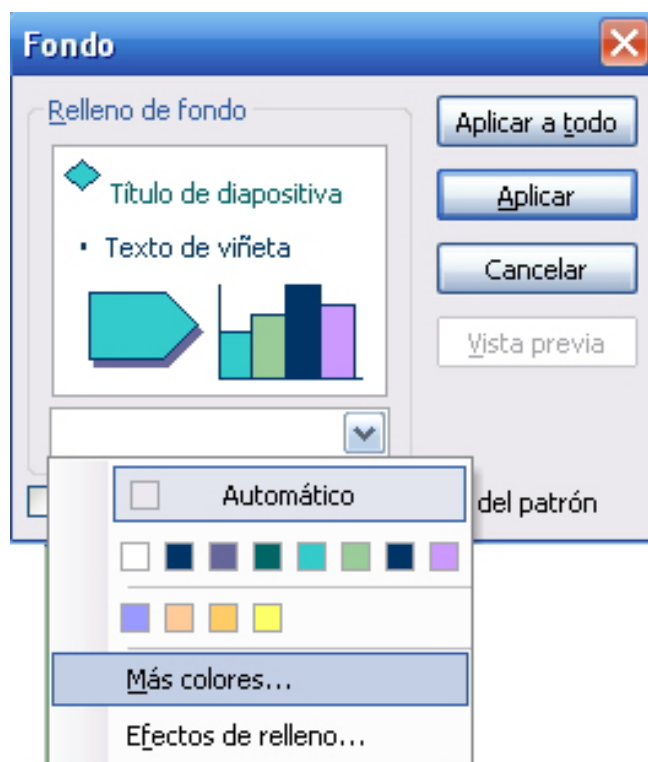 Fondo
Relleno de fondo
Título de diapositiva
Texto de viñeta
Aplicar a todo
Aplicar
Cancelar
Vista previa
Automático
del patrón
Más colores...
Efectos de relleno...